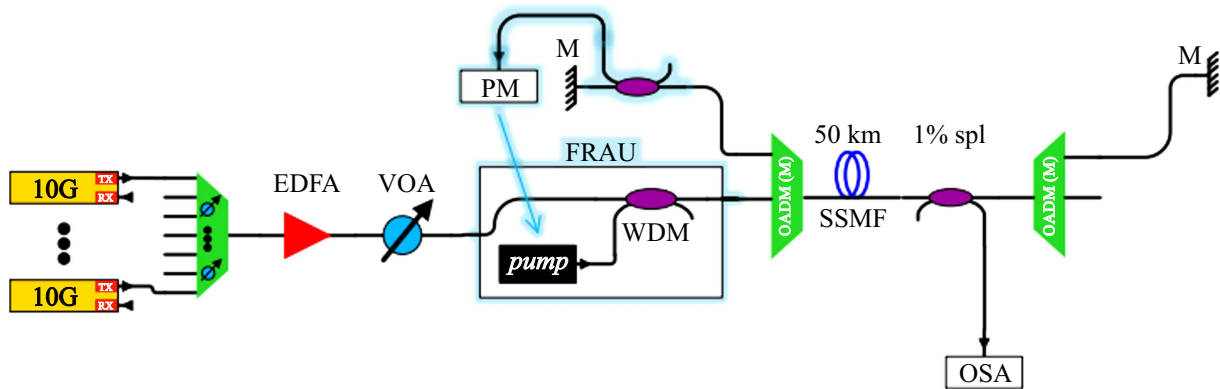 M
PM
M
50 km
1% spl
FRAU
10G
TX
RX
EDFA
VOA
OADM (M)
SSMF
OADM (M)
WDM
pump
10G
TX
RX
OSA